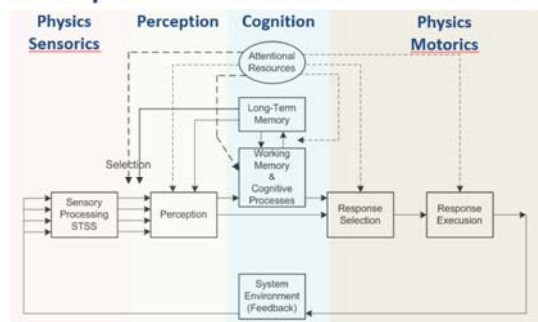 Physics
Sensorics
Perception
Cognition
Physics
Motorics
Attentional
Resources
Long-Term
Memory
Selection
Working
Memory
&
Cognitive
Processes
Sensory
Processing
STSS
Perception
Response
Selection
Response
Execusion
System
Environment
(Feedback)